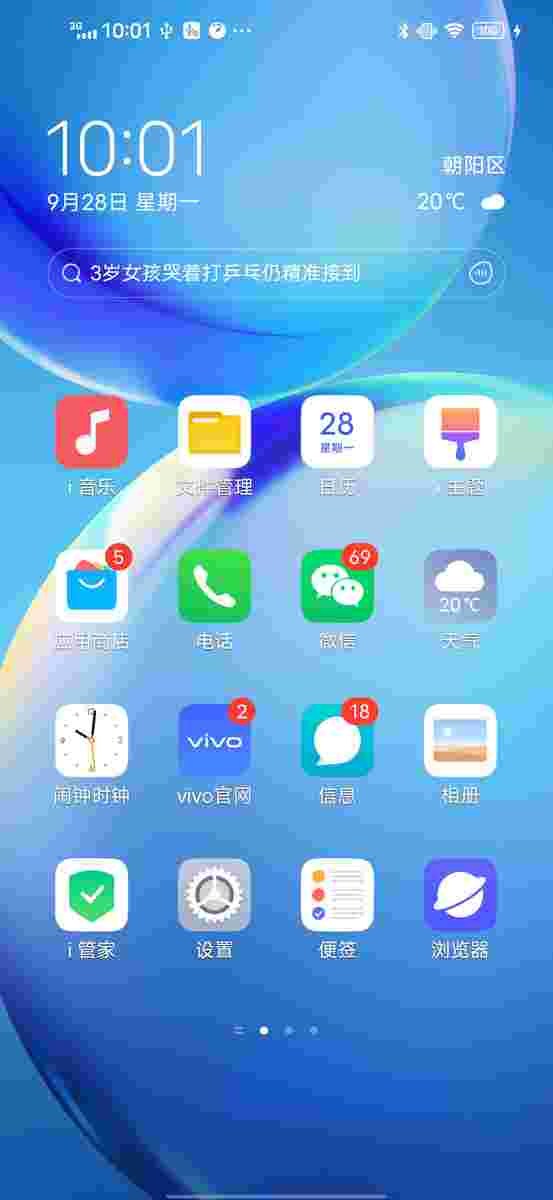 3G 10:01 100
10:01
朝阳区
9月28日 星期一
20℃
3岁女孩哭着打乒乓仍精准接到
28
星期一
i 音乐 文件管理 日历 i 主题
5 69
20℃
应用商店 电话 微信 天气
12
9 3
vivo 2 18
闹钟时钟 vivo官网 信息 相册
i 管家 设置 便签 浏览器